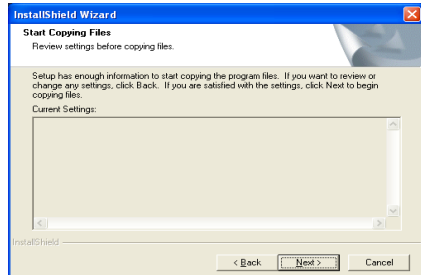 InstallShield Wizard
Start Copying Files
Review settings before copying files.
Setup has enough information to start copying the program files. If you want to review or
change any settings, click Back. If you are satisfied with the settings, click Next to begin
copying files.
Current Settings:
InstallShield
< Back Next > Cancel